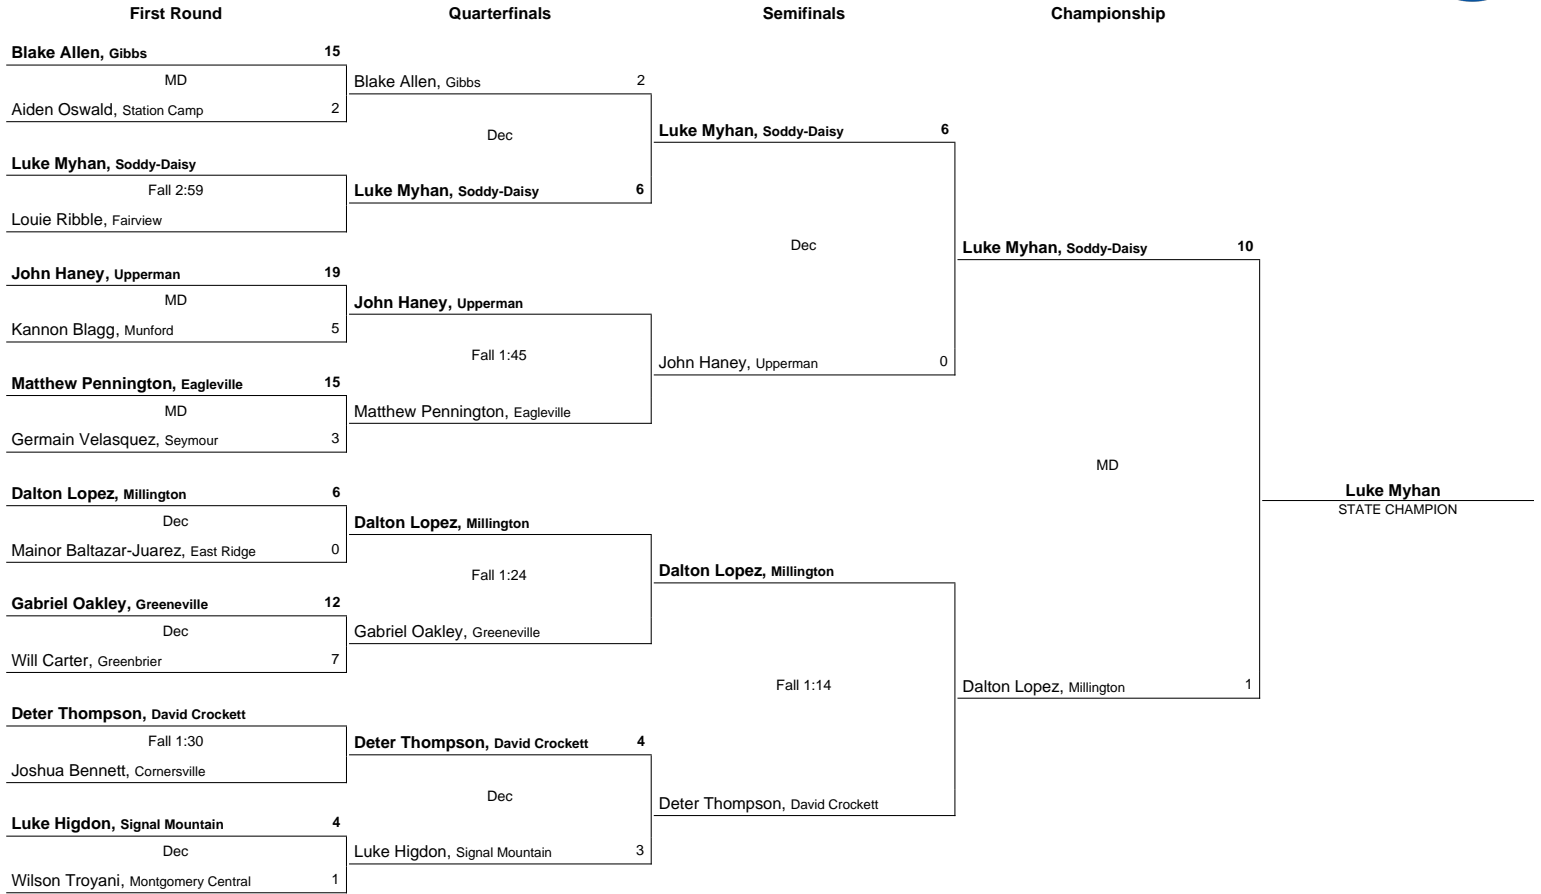 First Round Quarterfinals Semifinals Championship
Blake Allen, Gibbs 15
MD
Aiden Oswald, Station Camp 2
Luke Myhan, Soddy-Daisy
Fall 2:59
Louie Ribble, Fairview
John Haney, Upperman 19
MD
Kannon Blagg, Munford 5
Matthew Pennington, Eagleville 15
MD
Germain Velasquez, Seymour 3
Dalton Lopez, Millington 6
Dec
Mainor Baltazar-Juarez, East Ridge 0
Gabriel Oakley, Greeneville 12
Dec
Will Carter, Greenbrier 7
Deter Thompson, David Crockett
Fall 1:30
Joshua Bennett, Cornersville
Luke Higdon, Signal Mountain 4
Dec
Wilson Troyani, Montgomery Central 1
Blake Allen, Gibbs 2
Dec
Luke Myhan, Soddy-Daisy 6
John Haney, Upperman
Fall 1:45
Matthew Pennington, Eagleville
Dalton Lopez, Millington
Fall 1:24
Gabriel Oakley, Greeneville
Deter Thompson, David Crockett 4
Dec
Luke Higdon, Signal Mountain 3
Luke Myhan, Soddy-Daisy 6
Dec
John Haney, Upperman 0
Dalton Lopez, Millington
Fall 1:14
Deter Thompson, David Crockett
Luke Myhan, Soddy-Daisy 10
MD
Dalton Lopez, Millington 1
Luke Myhan
STATE CHAMPION